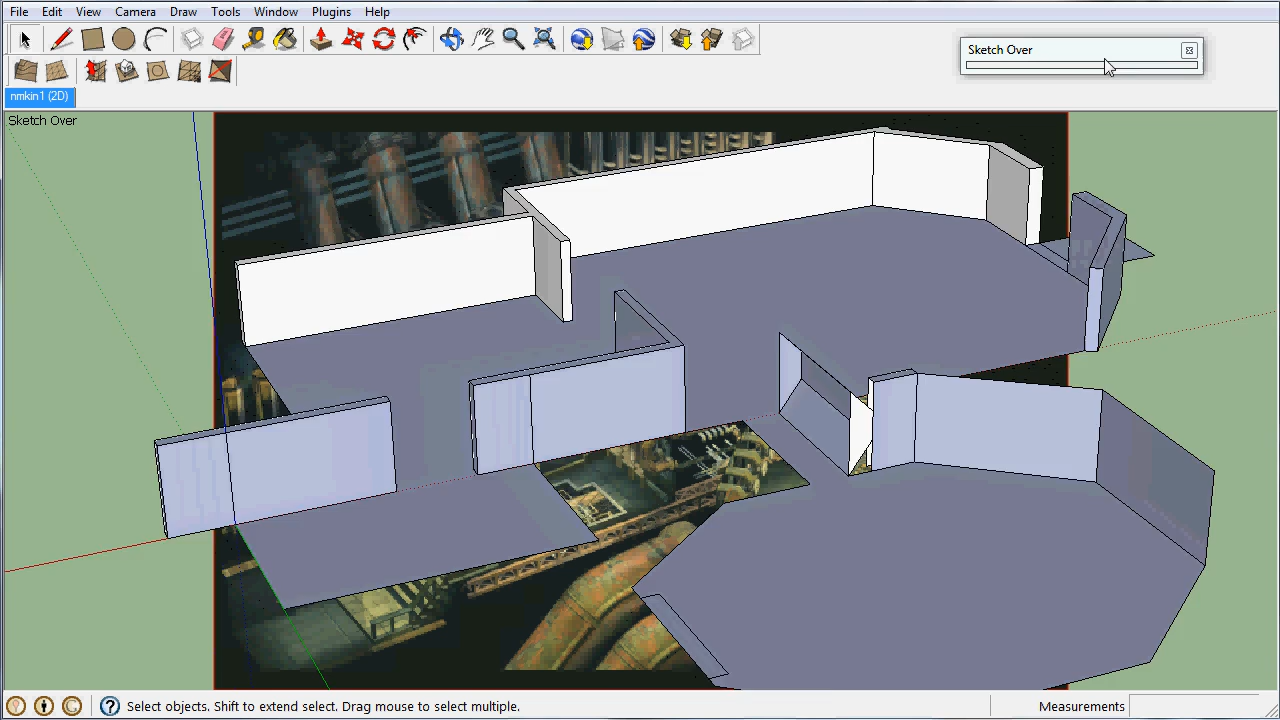 File Edit View Camera Draw Tools Window Plugins Help
Sketch Over
nmkin1 (2D)
Sketch Over
Select objects. Shift to extend select. Drag mouse to select multiple.
Measurements